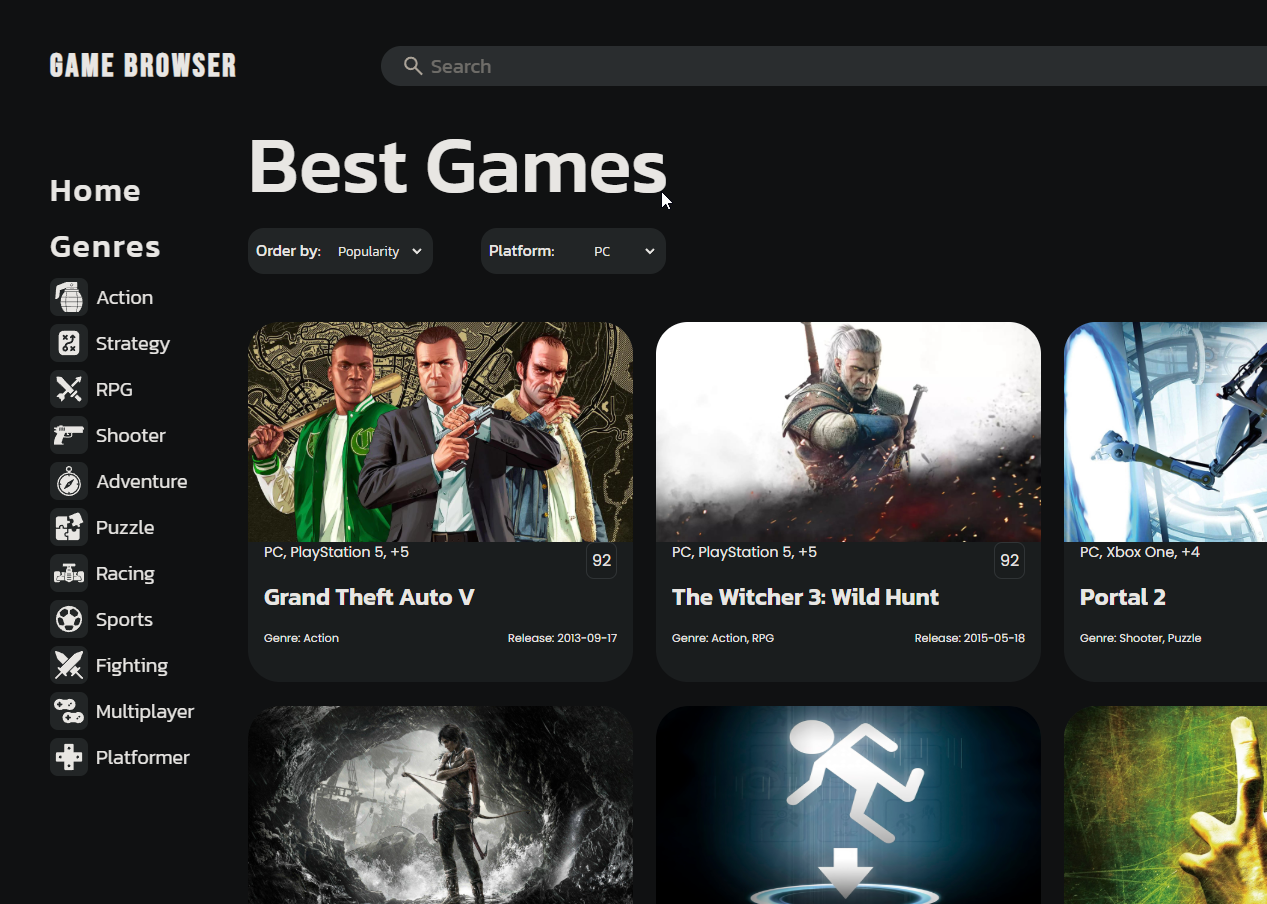 GAME BROWSER
Search
Best Games
Home
Genres
Order by: Popularity
Platform: PC
Action
Strategy
RPG
Shooter
Adventure
Puzzle
Racing
Sports
Fighting
Multiplayer
Platformer
PC, PlayStation 5, +5
92
Grand Theft Auto V
Genre: Action
Release: 2013-09-17
PC, PlayStation 5, +5
92
The Witcher 3: Wild Hunt
Genre: Action, RPG
Release: 2015-05-18
PC, Xbox One, +4
Portal 2
Genre: Shooter, Puzzle